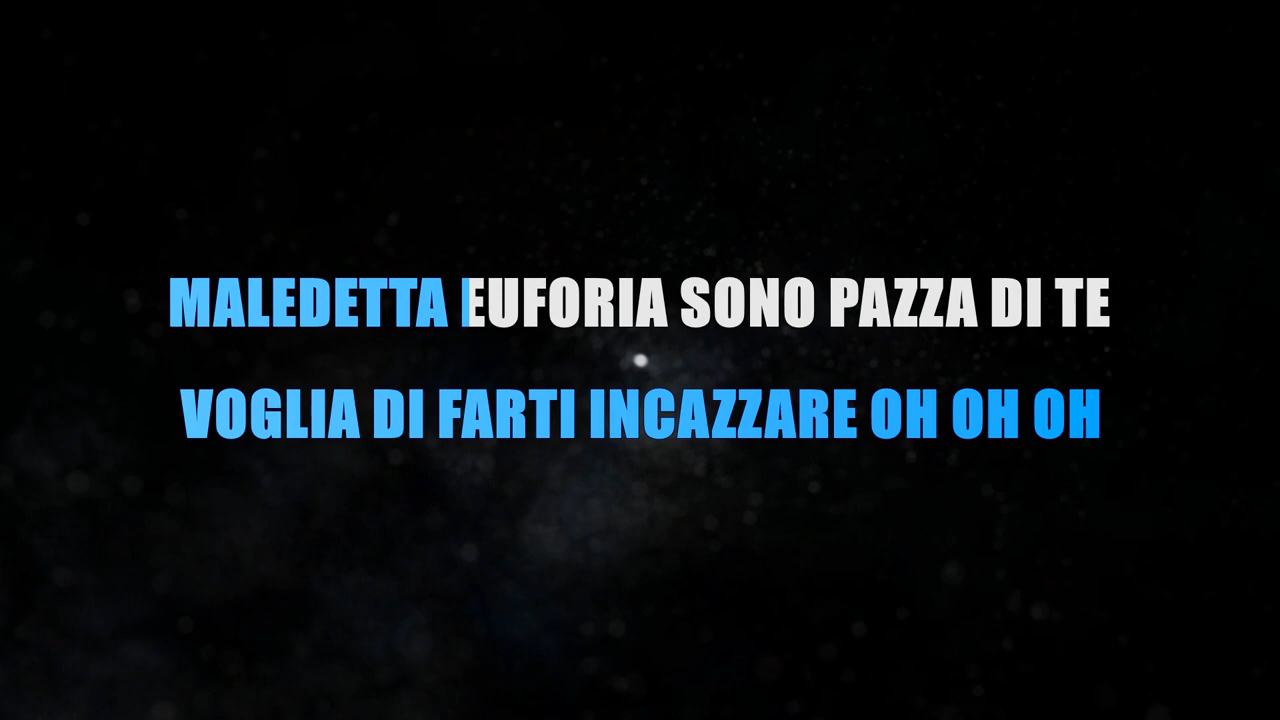 MALEDETTA EUFORIA SONO PAZZA DI TE
VOGLIA DI FARTI INCAZZARE OH OH OH